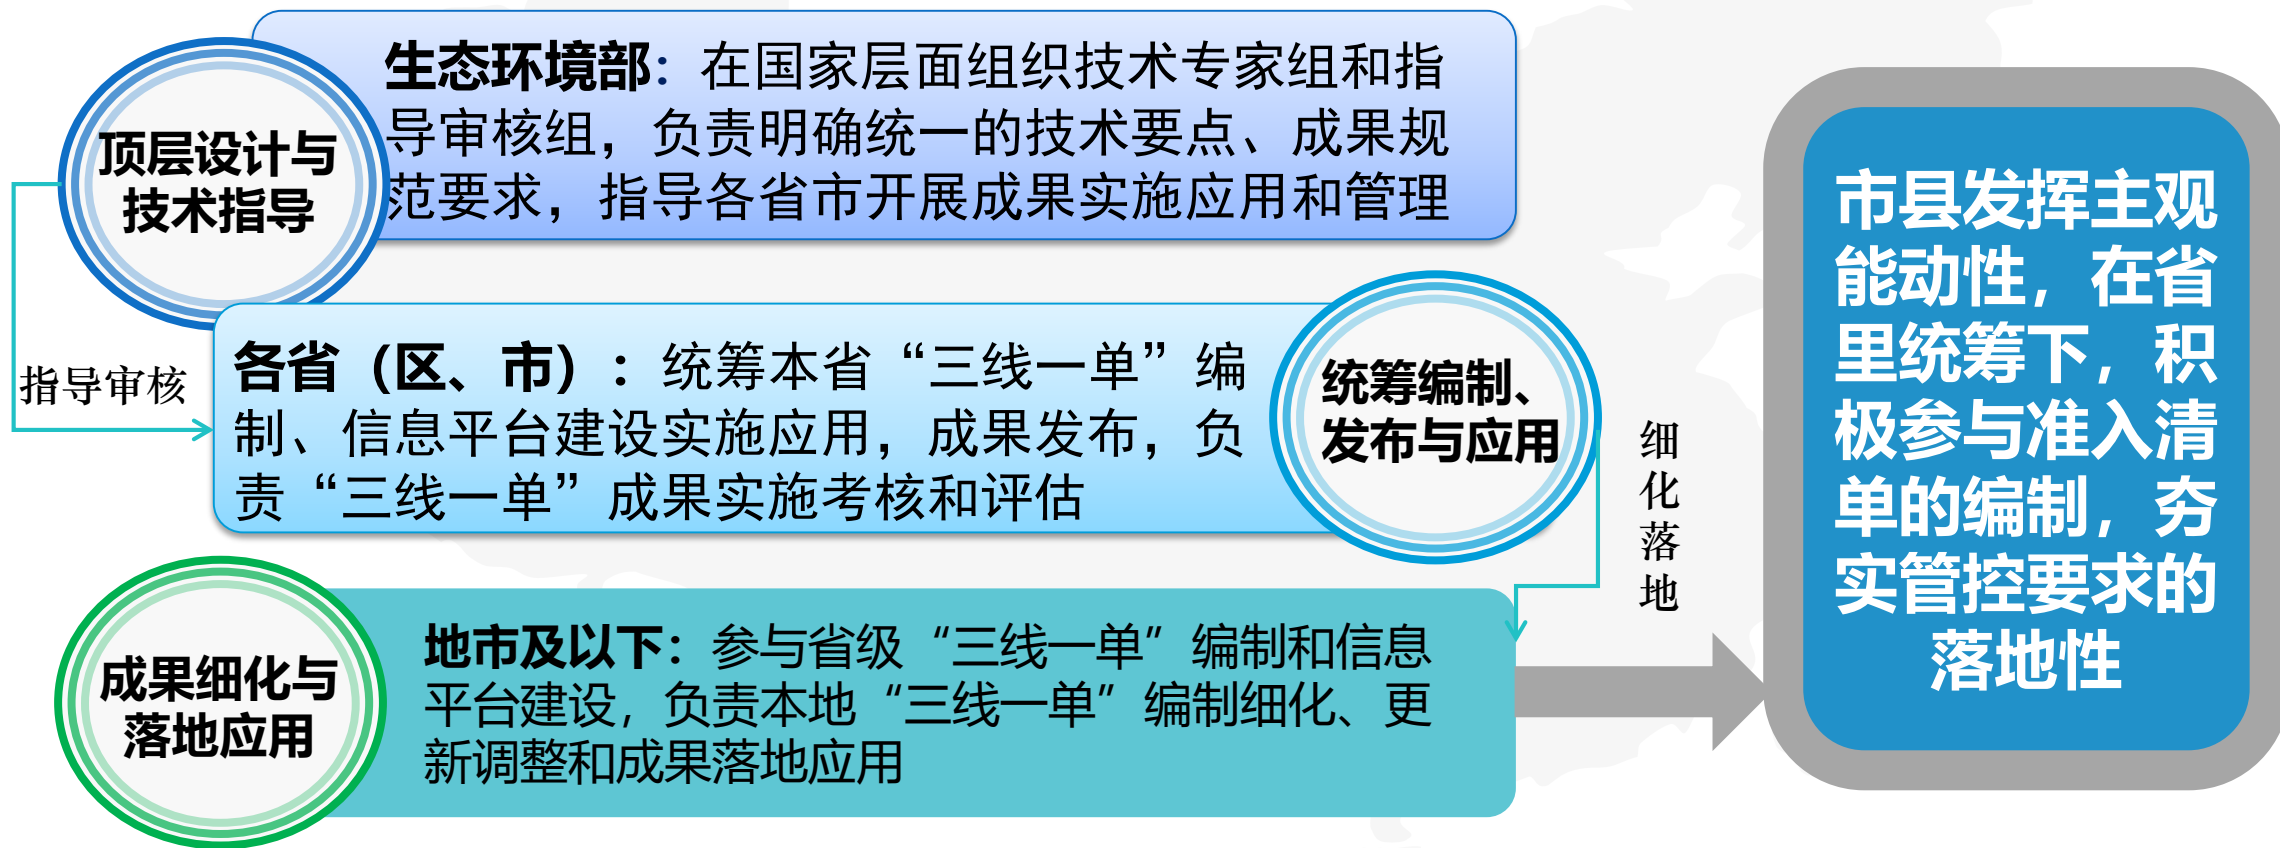 顶层设计与
技术指导
生态环境部：在国家层面组织技术专家组和指
导审核组，负责明确统一的技术要点、成果规
范要求，指导各省市开展成果实施应用和管理
指导审核
各省（区、市）：统筹本省“三线一单”编
制、信息平台建设实施应用，成果发布，负
责“三线一单”成果实施考核和评估
统筹编制、
发布与应用
细
化
落
地
成果细化与
落地应用
地市及以下：参与省级“三线一单”编制和信息
平台建设，负责本地“三线一单”编制细化、更
新调整和成果落地应用
市县发挥主观
能动性，在省
里统筹下，积
极参与准入清
单的编制，夯
实管控要求的
落地性